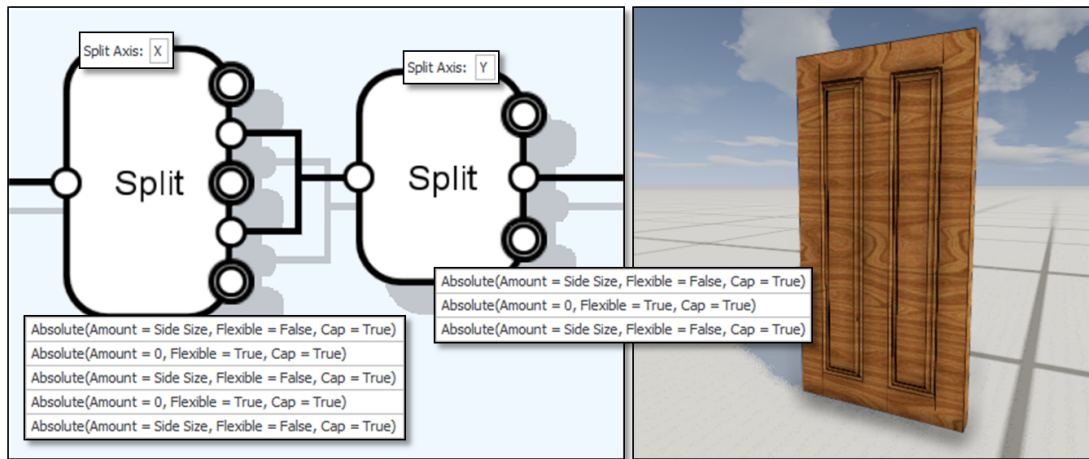 Split Axis: X
Split Axis: Y
Split
Split
Absolute(Amount = Side Size, Flexible = False, Cap = True)
Absolute(Amount = 0, Flexible = True, Cap = True)
Absolute(Amount = Side Size, Flexible = False, Cap = True)
Absolute(Amount = Side Size, Flexible = False, Cap = True)
Absolute(Amount = 0, Flexible = True, Cap = True)
Absolute(Amount = Side Size, Flexible = False, Cap = True)
Absolute(Amount = 0, Flexible = True, Cap = True)
Absolute(Amount = Side Size, Flexible = False, Cap = True)